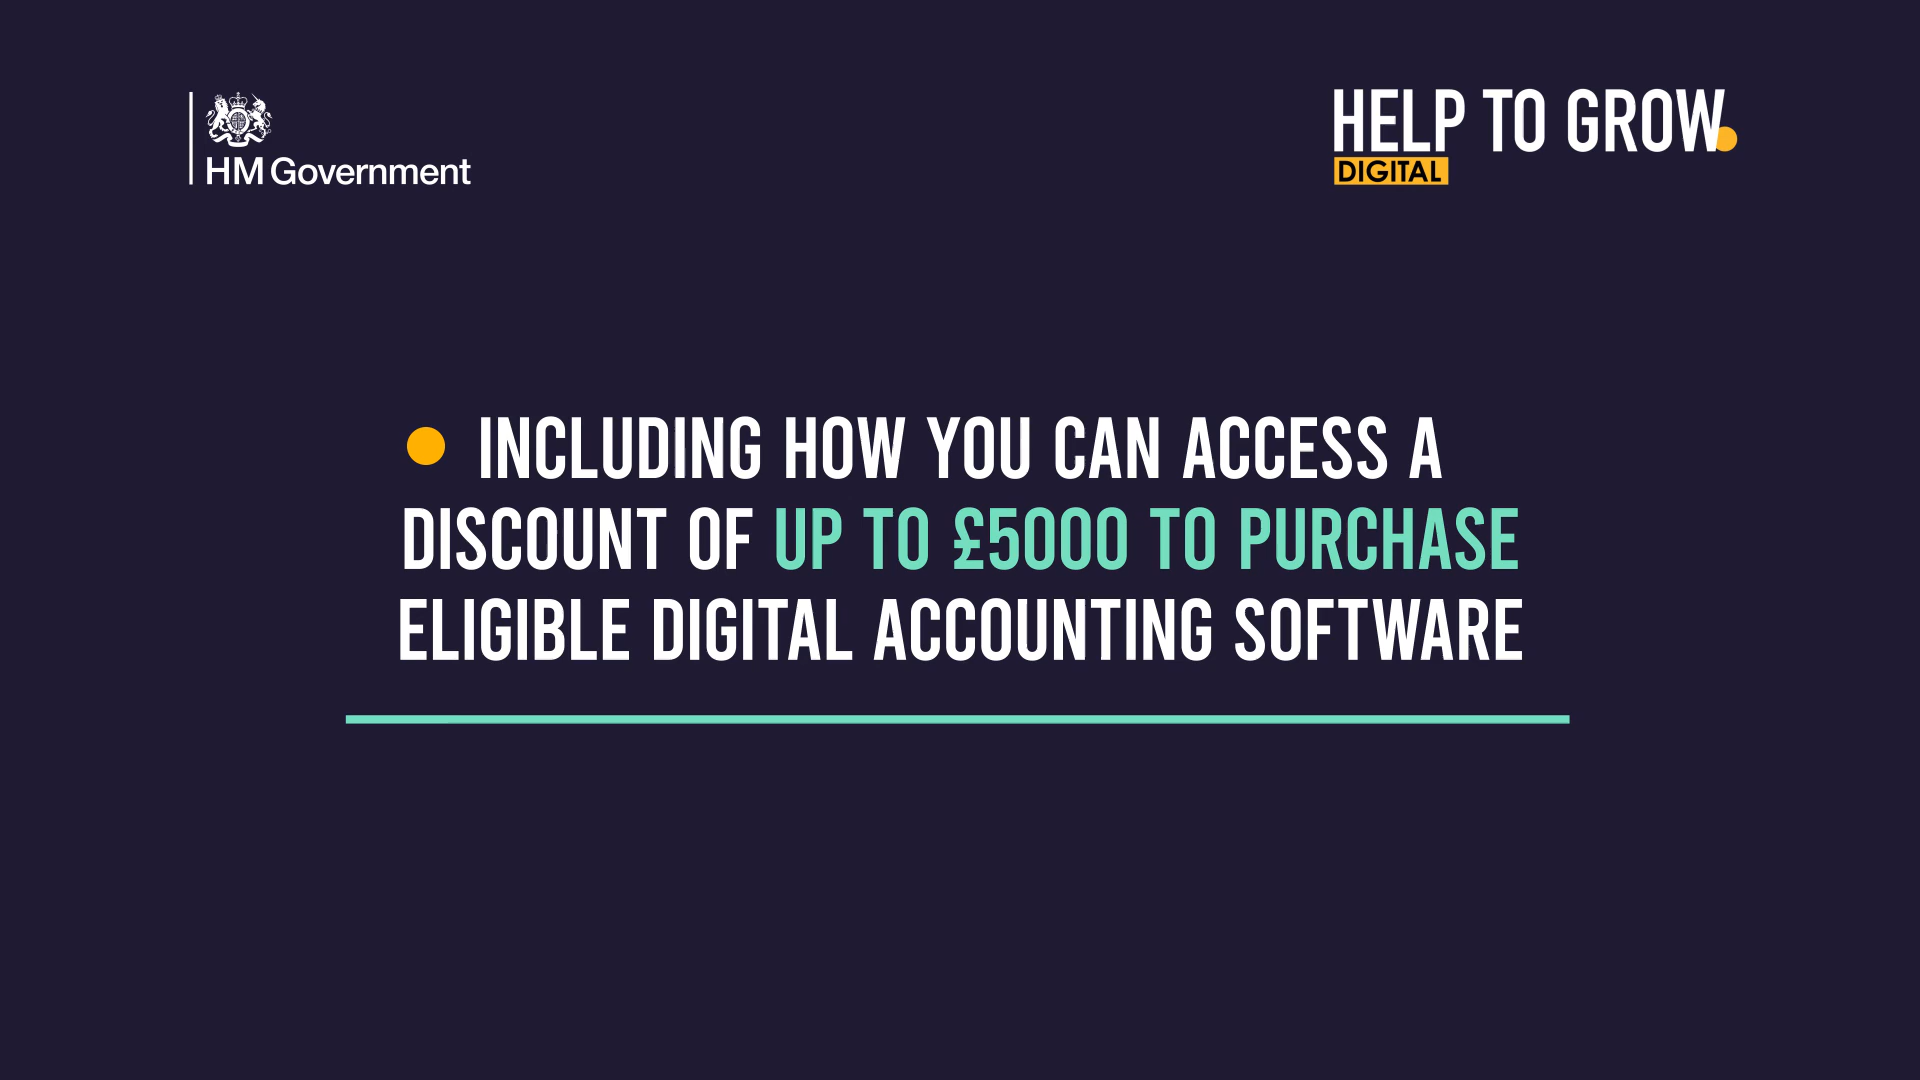 HM Government
HELP TO GROW.
DIGITAL
• INCLUDING HOW YOU CAN ACCESS A
DISCOUNT OF UP TO £5000 TO PURCHASE
ELIGIBLE DIGITAL ACCOUNTING SOFTWARE